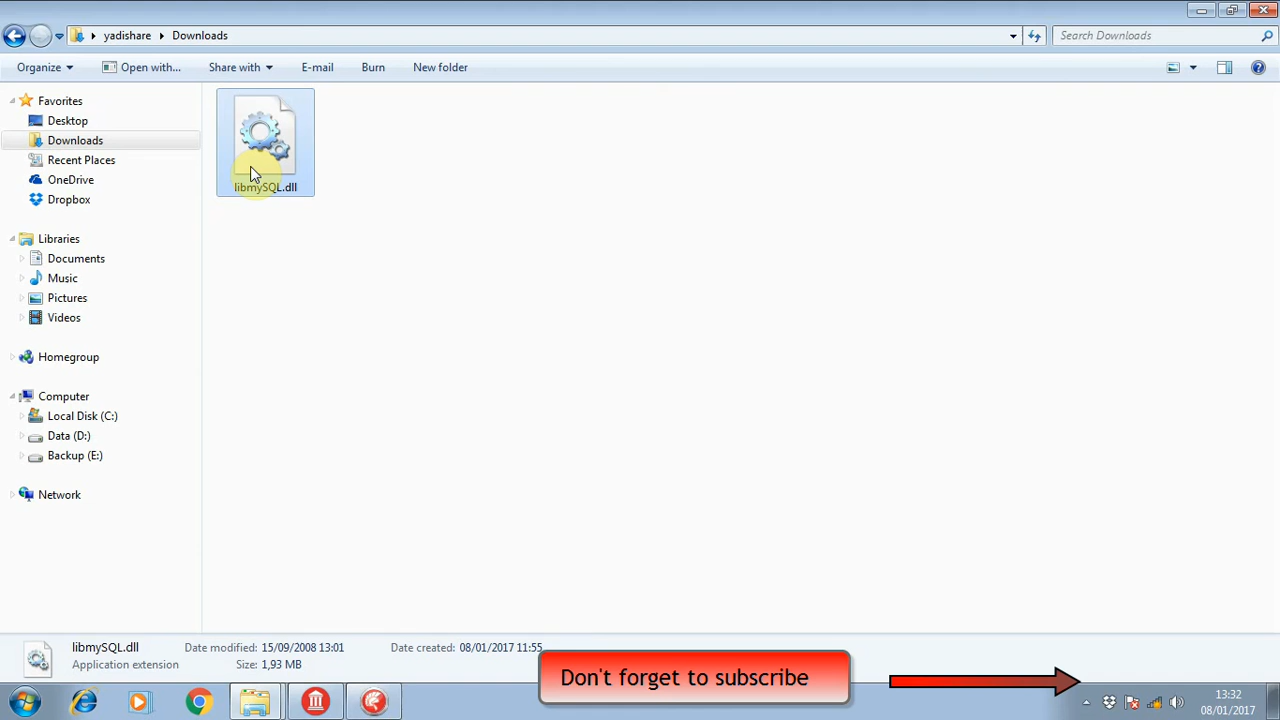 yadishare Downloads
Search Downloads
Organize Open with... Share with E-mail Burn New folder
Favorites
Desktop
Downloads
Recent Places
OneDrive
Dropbox
Libraries
Documents
Music
Pictures
Videos
Homegroup
Computer
Local Disk (C:)
Data (D:)
Backup (E:)
Network
libmySQL.dll
libmySQL.dll Date modified: 15/09/2008 13:01 Date created: 08/01/2017 11:55
Application extension Size: 1,93 MB
Don't forget to subscribe
13:32
08/01/2017